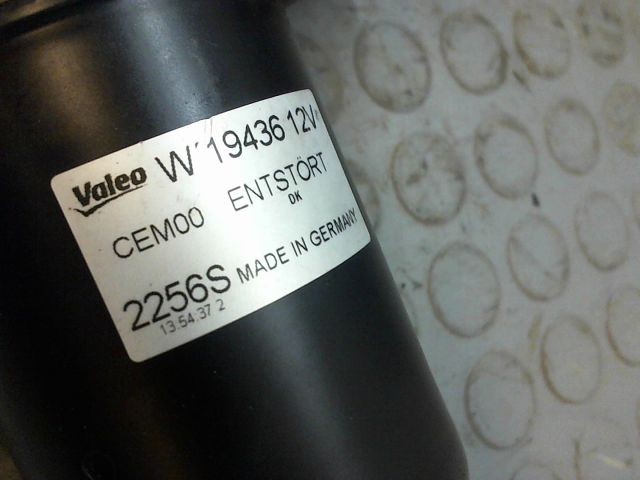 Valeo W 19436 12V
CEM00 ENTSTÖRT
DK
2256S MADE IN GERMANY
13:54:37 2